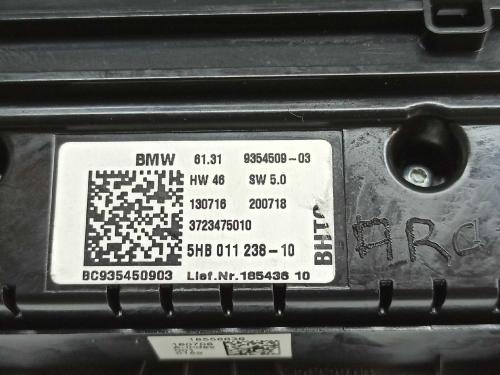 BMW 61.31 9354509-03
HW 46 SW 5.0
130716 200718
3723475010
5HB 011 238-10
BC935450903 Lief.Nr.185436 10
BHTC
ARC
18558636